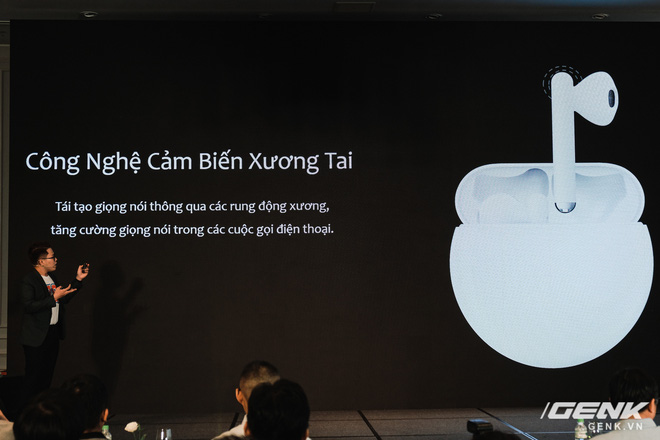 Công Nghệ Cảm Biến Xương Tai
Tái tạo giọng nói thông qua các rung động xương,
tăng cường giọng nói trong các cuộc gọi điện thoại.
GENK
GENK.VN